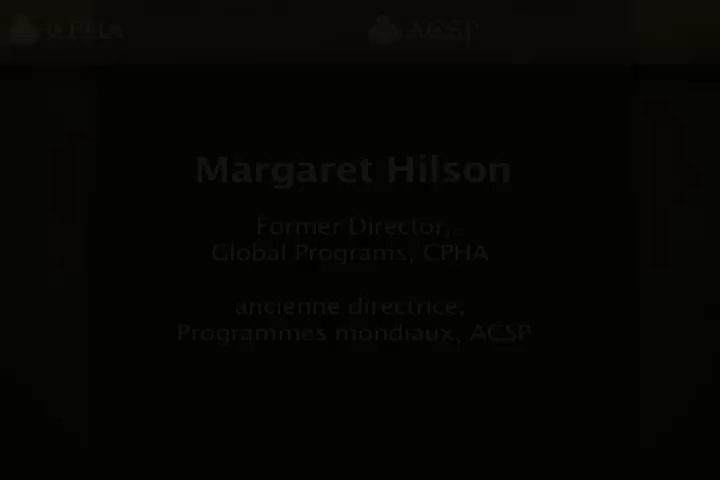 CPHA ACSP
Margaret Hilson
Former Director,
Global Programs, CPHA
ancienne directrice,
Programmes mondiaux, ACSP